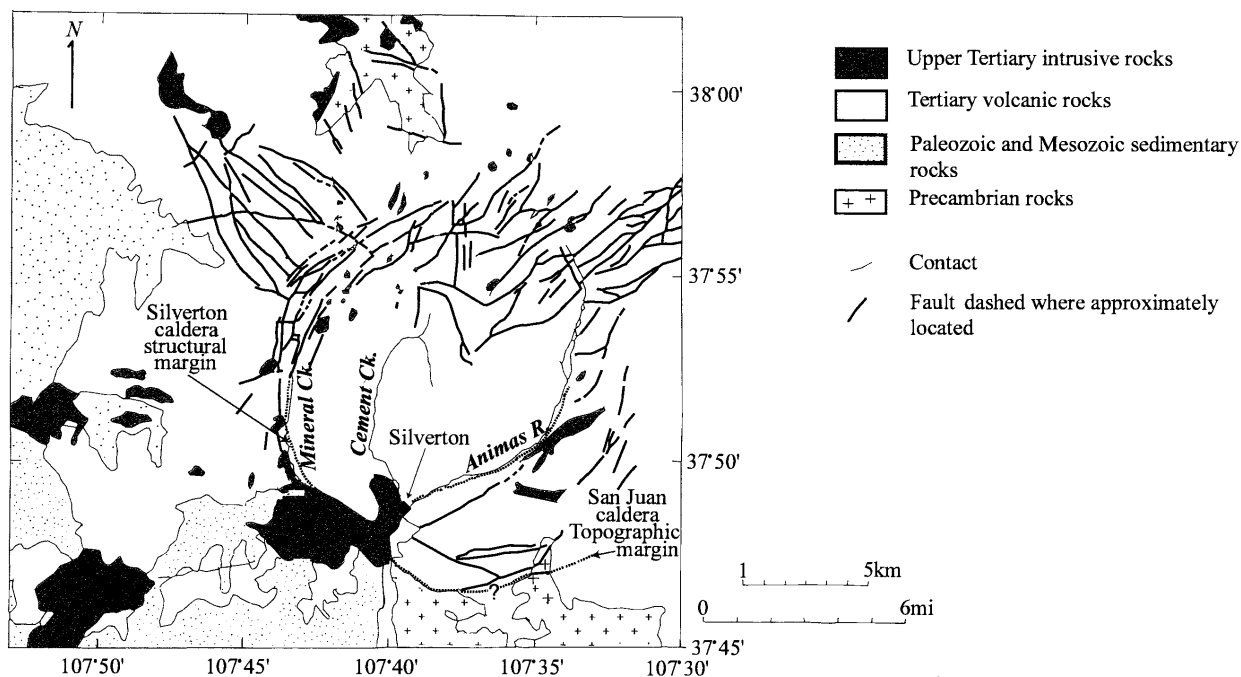 N
Silverton
caldera
structural
margin
Mineral Ck.
Cement Ck.
Silverton
Animas R.
San Juan
caldera
Topographic
margin
?
38°00'
37°55'
37°50'
37°45'
107°50'
107°45'
107°40'
107°35'
107°30'
Upper Tertiary intrusive rocks
Tertiary volcanic rocks
Paleozoic and Mesozoic sedimentary
rocks
Precambrian rocks
Contact
Fault dashed where approximately
located
1 5km
0 6mi